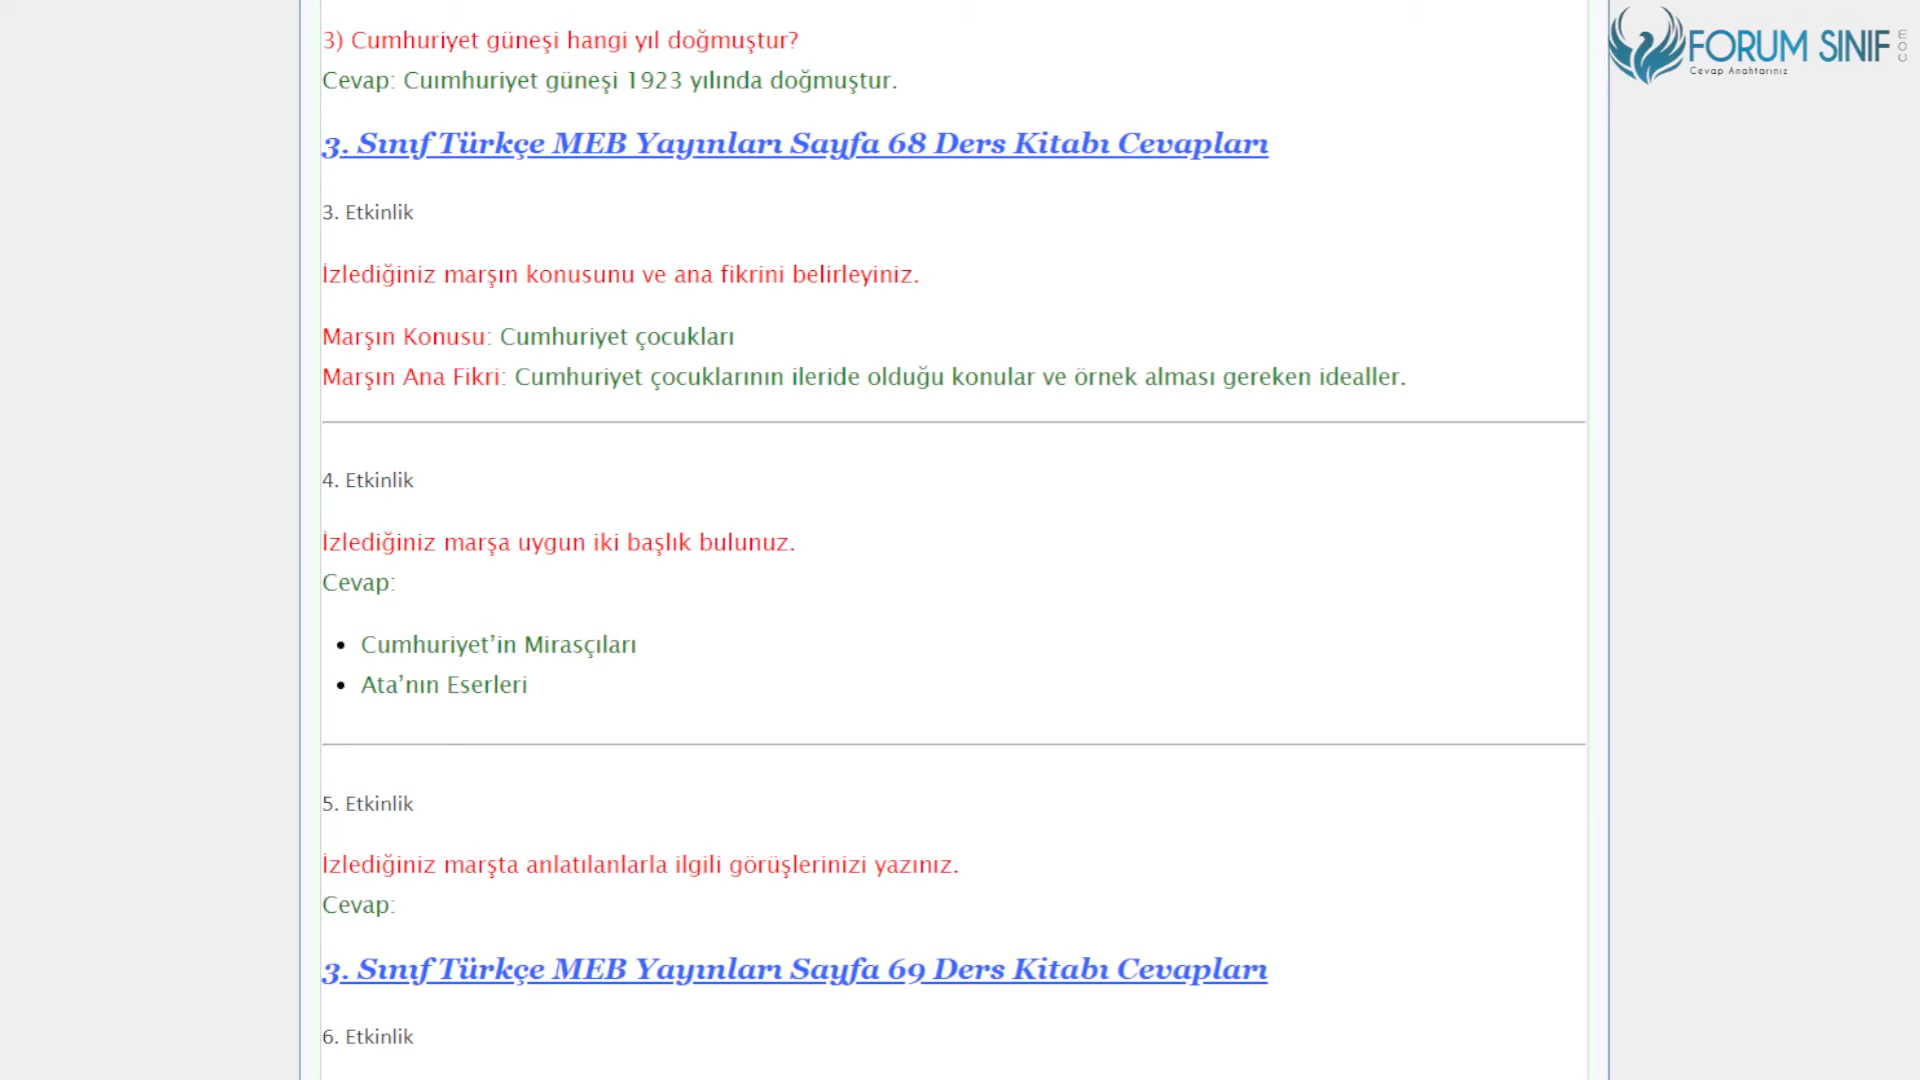 3) Cumhuriyet güneşi hangi yıl doğmuştur?
Cevap: Cuımhuriyet güneşi 1923 yılında doğmuştur.
3. Sınıf Türkçe MEB Yayınları Sayfa 68 Ders Kitabı Cevapları
3. Etkinlik
İzlediğiniz marşın konusunu ve ana fikrini belirleyiniz.
Marşın Konusu: Cumhuriyet çocukları
Marşın Ana Fikri: Cumhuriyet çocuklarının ileride olduğu konular ve örnek alması gereken idealler.
4. Etkinlik
İzlediğiniz marşa uygun iki başlık bulunuz.
Cevap:
• Cumhuriyet’in Mirasçıları
• Ata’nın Eserleri
5. Etkinlik
İzlediğiniz marşta anlatılanlarla ilgili görüşlerinizi yazınız.
Cevap:
3. Sınıf Türkçe MEB Yayınları Sayfa 69 Ders Kitabı Cevapları
6. Etkinlik
FORUM SINIF
com
Cevap Anahtarınız